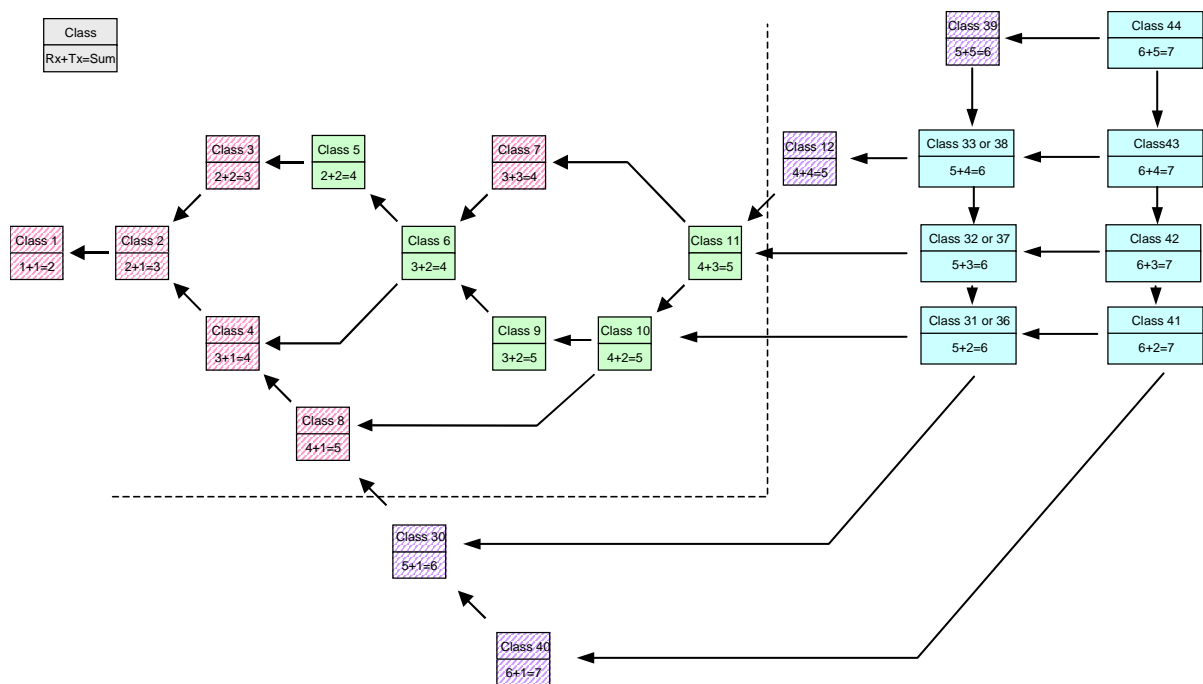 Class
Rx+Tx=Sum
Class 39
5+5=6
Class 44
6+5=7
Class 3
2+2=3
Class 5
2+2=4
Class 7
3+3=4
Class 12
4+4=5
Class 33 or 38
5+4=6
Class43
6+4=7
Class 1
1+1=2
Class 2
2+1=3
Class 6
3+2=4
Class 11
4+3=5
Class 32 or 37
5+3=6
Class 42
6+3=7
Class 4
3+1=4
Class 9
3+2=5
Class 10
4+2=5
Class 31 or 36
5+2=6
Class 41
6+2=7
Class 8
4+1=5
Class 30
5+1=6
Class 40
6+1=7